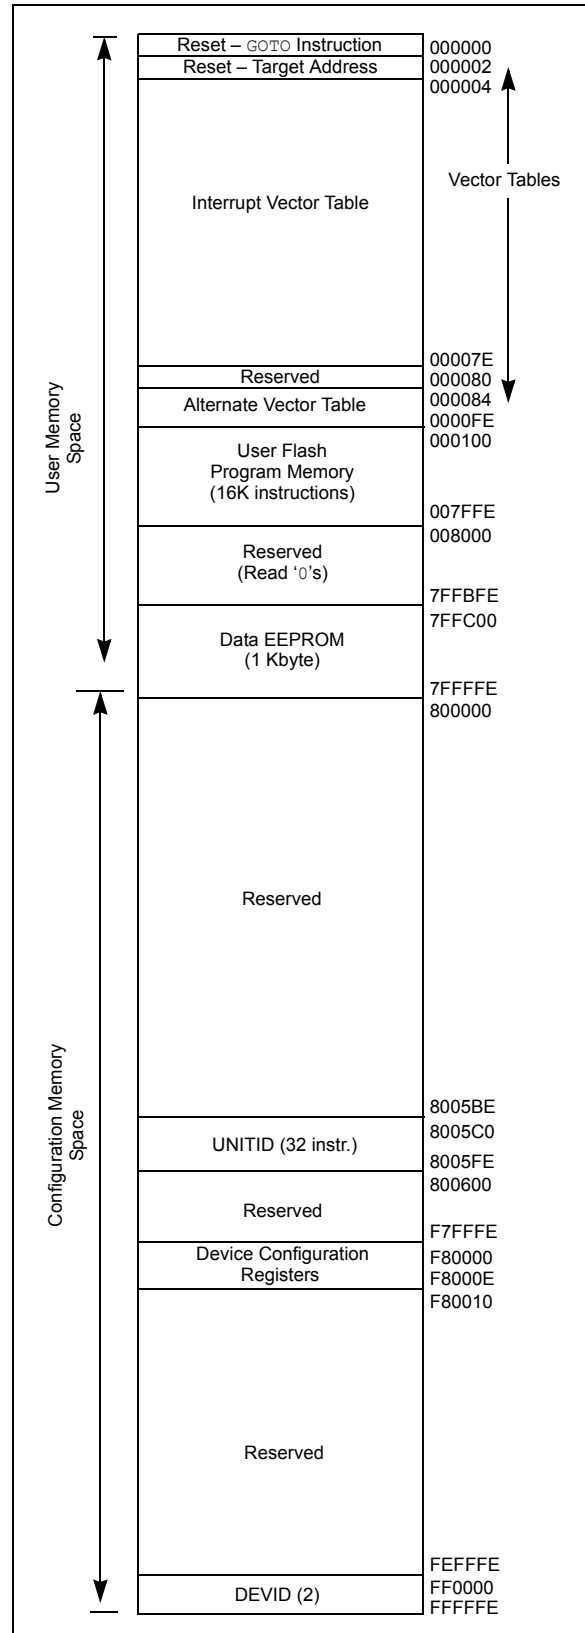 Reset – GOTO Instruction
000000
Reset – Target Address
000002
000004
Vector Tables
Interrupt Vector Table
00007E
Reserved
000080
Alternate Vector Table
000084
0000FE
User Memory
Space
User Flash
Program Memory
(16K instructions)
000100
007FFE
008000
Reserved
(Read ‘0’s)
7FFBFE
7FFC00
Data EEPROM
(1 Kbyte)
7FFFFE
800000
Reserved
Configuration Memory
Space
8005BE
8005C0
UNITID (32 instr.)
8005FE
800600
Reserved
F7FFFE
Device Configuration
Registers
F80000
F8000E
F80010
Reserved
FEFFFE
DEVID (2)
FF0000
FFFFFE